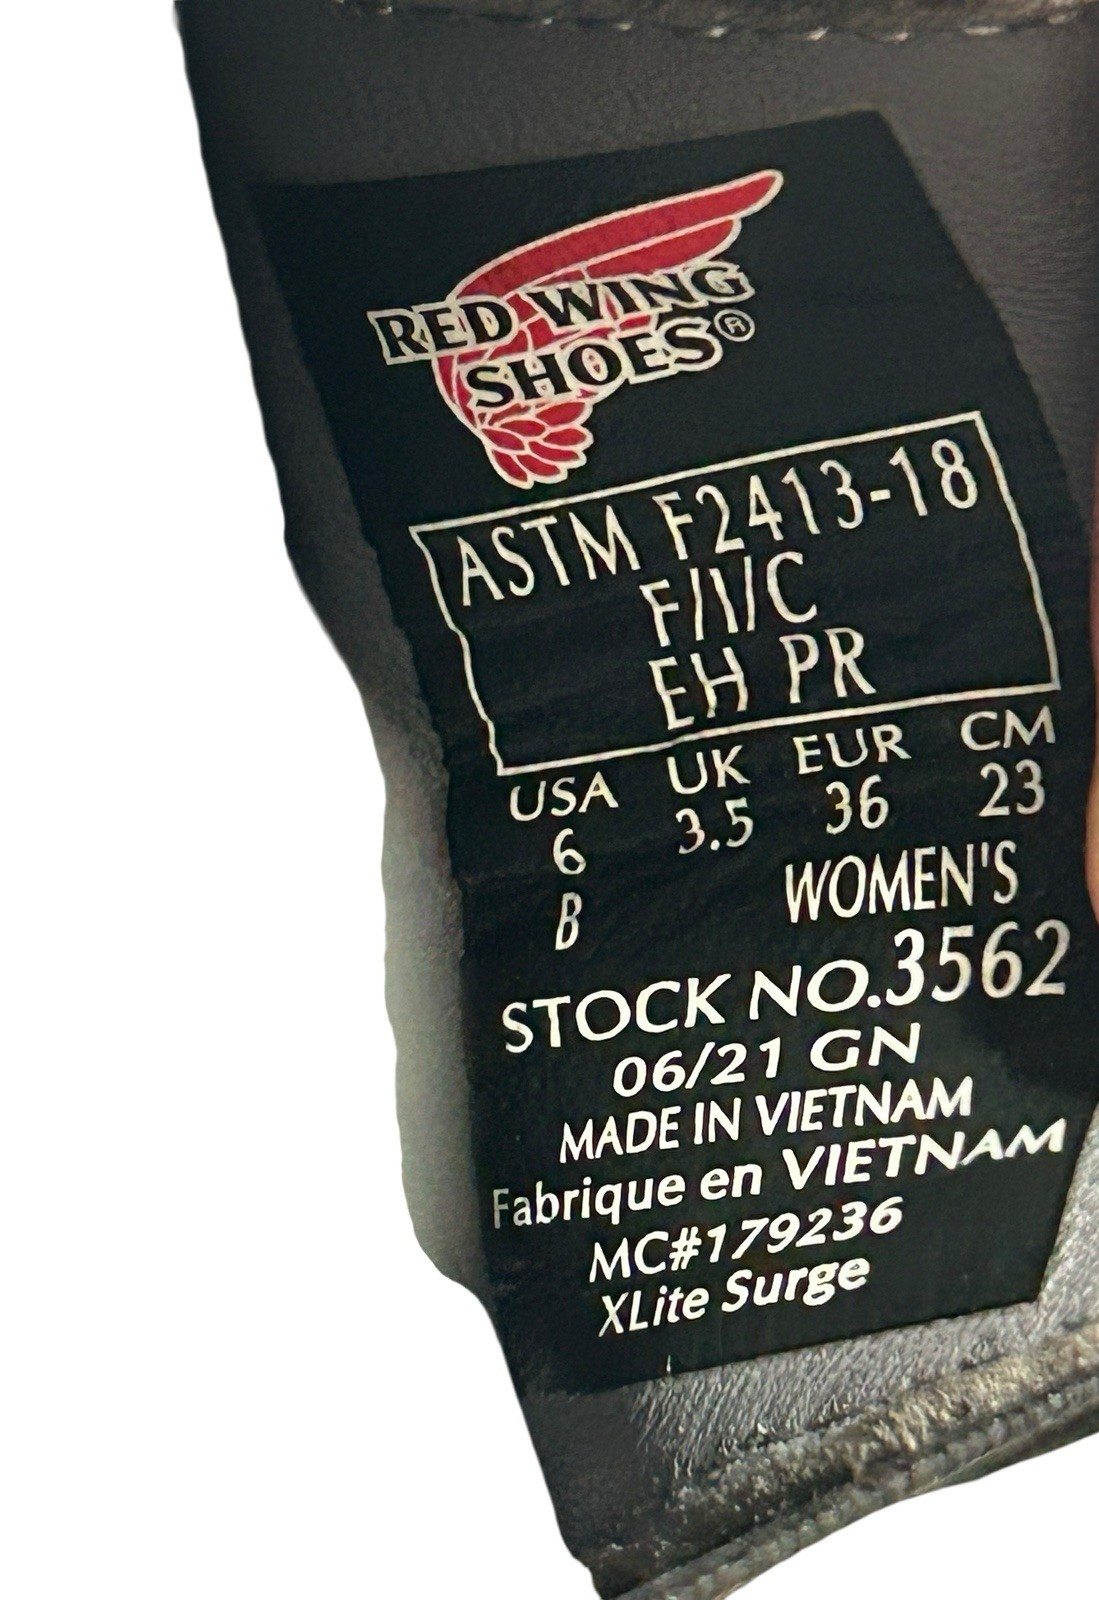 RED WING
SHOES®
ASTM F2413-18
F/I/C
EH PR
USA UK EUR CM
6 3.5 36 23
B WOMEN'S
STOCK NO.3562
06/21 GN
MADE IN VIETNAM
Fabrique en VIETNAM
MC#179236
XLite Surge